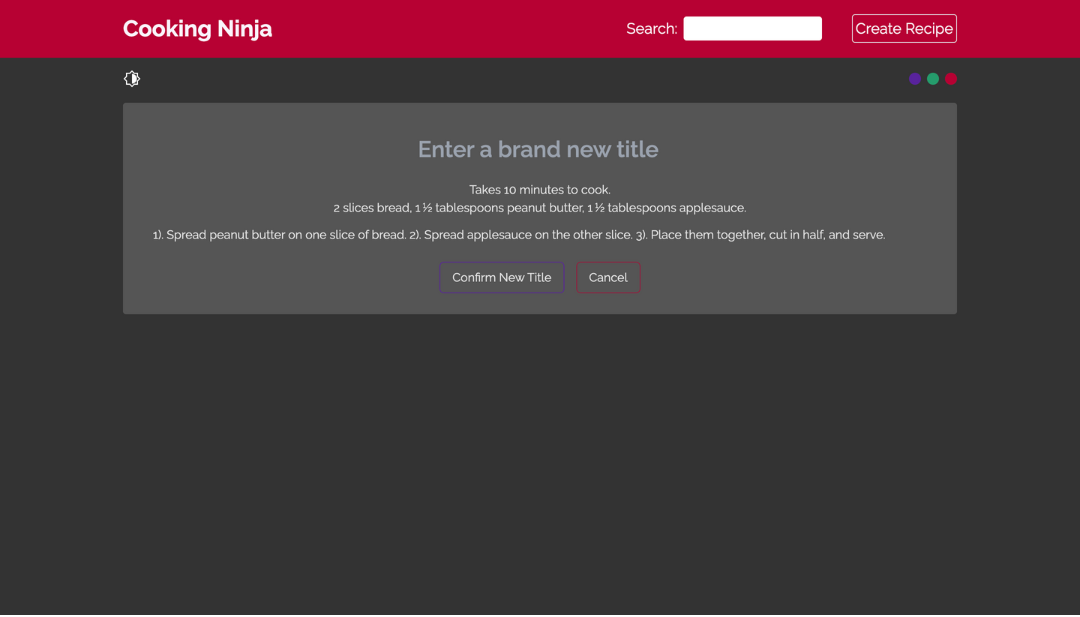 Cooking Ninja
Search:
Create Recipe
Enter a brand new title
Takes 10 minutes to cook.
2 slices bread, 1 ½ tablespoons peanut butter, 1 ½ tablespoons applesauce.
1). Spread peanut butter on one slice of bread. 2). Spread applesauce on the other slice. 3). Place them together, cut in half, and serve.
Confirm New Title
Cancel